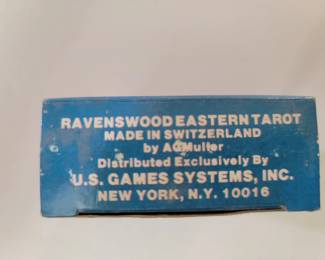 RAVENSWOOD EASTERN TAROT
MADE IN SWITZERLAND
by AGMuller
Distributed Exclusively By
U.S. GAMES SYSTEMS, INC.
NEW YORK, N.Y. 10016